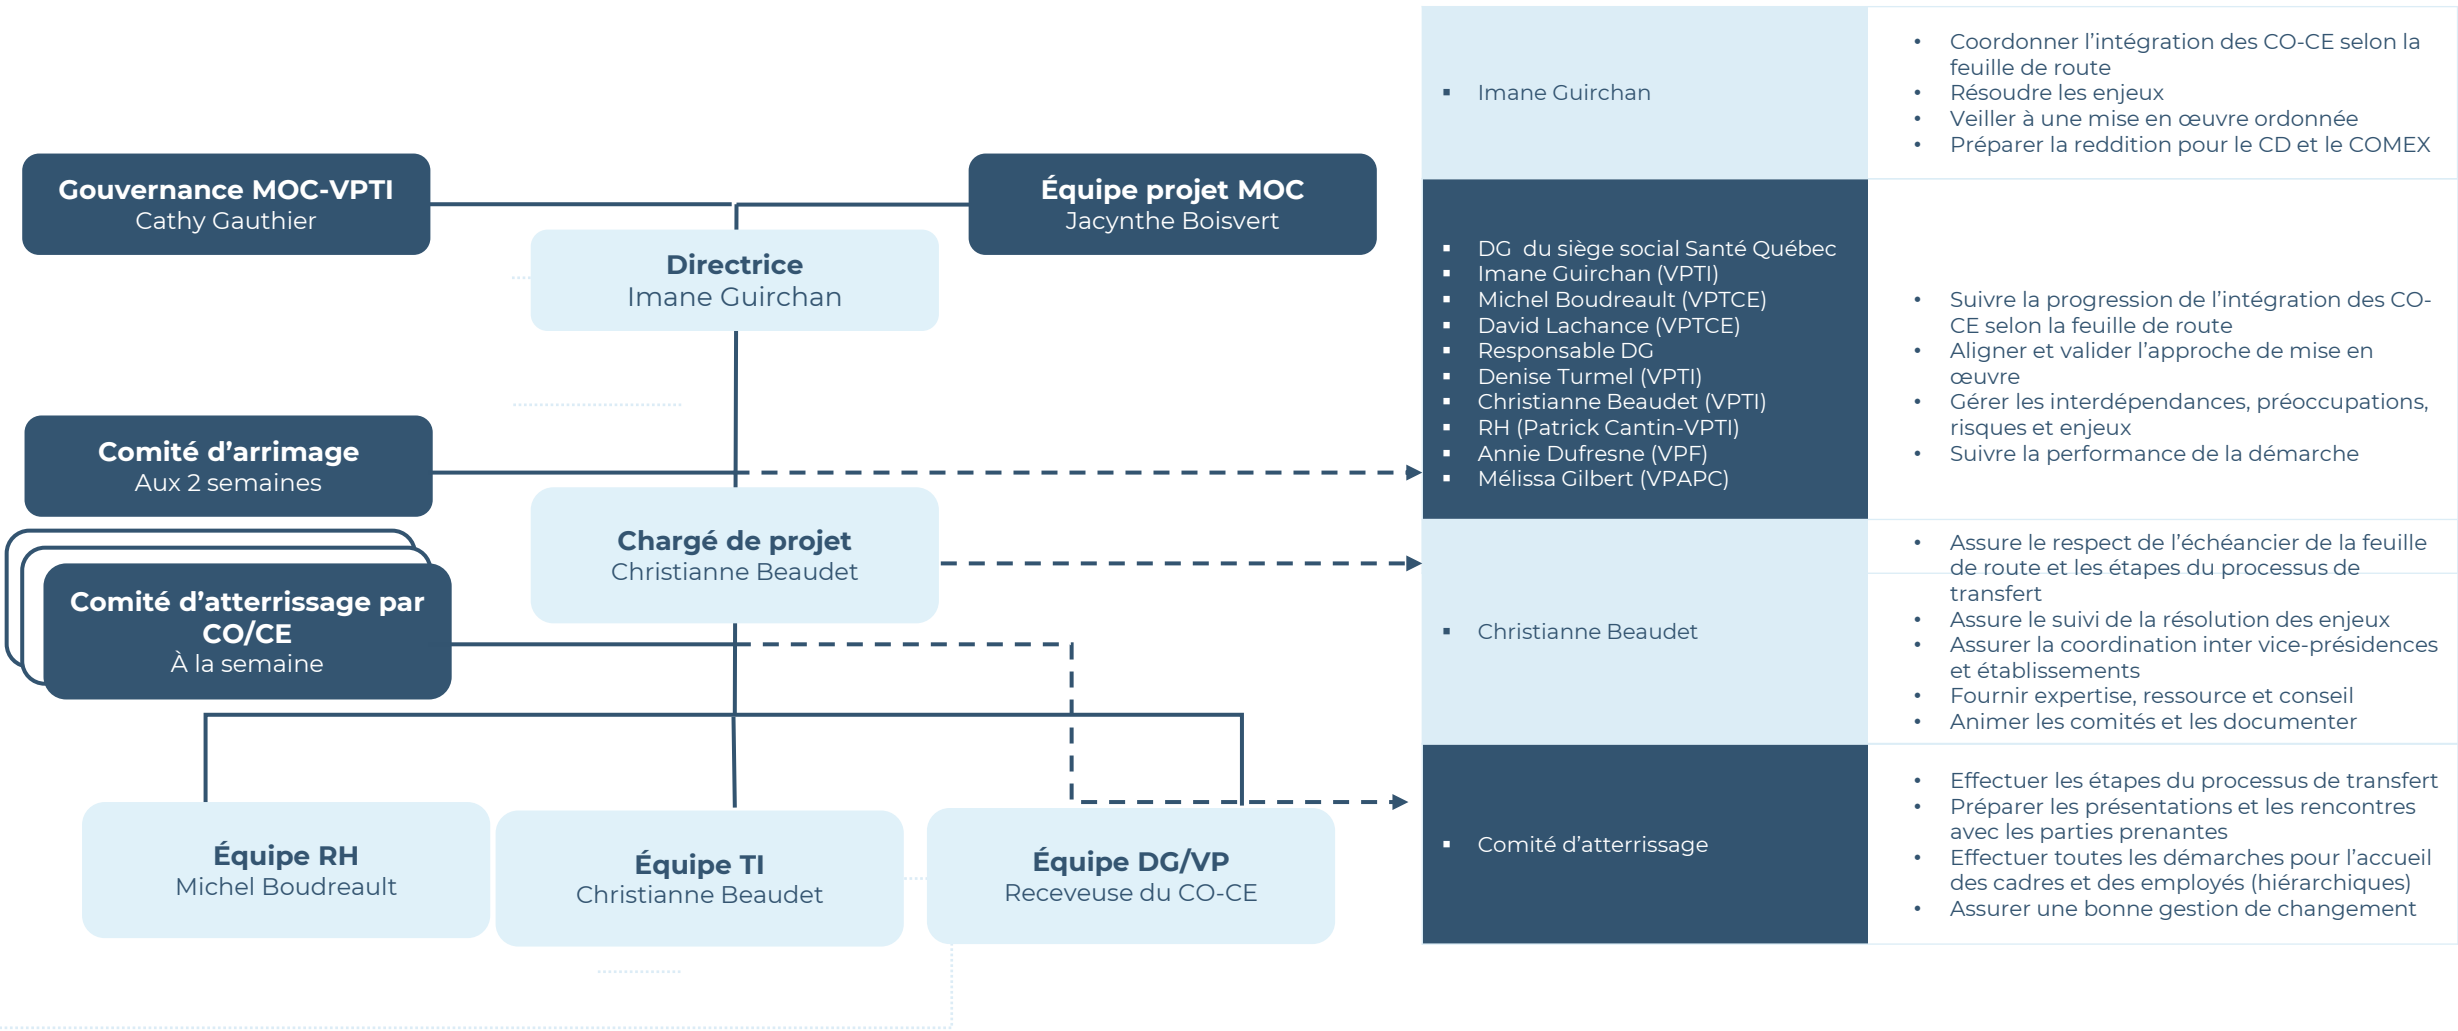 Gouvernance MOC-VPTI
Cathy Gauthier
Équipe projet MOC
Jacynthe Boisvert
Directrice
Imane Guirchan
Comité d’arrimage
Aux 2 semaines
Chargé de projet
Christianne Beaudet
Comité d’atterrissage par
CO/CE
À la semaine
Équipe RH
Michel Boudreault
Équipe TI
Christianne Beaudet
Équipe DG/VP
Receveuse du CO-CE
▪ Imane Guirchan
• Coordonner l’intégration des CO-CE selon la
feuille de route
• Résoudre les enjeux
• Veiller à une mise en œuvre ordonnée
• Préparer la reddition pour le CD et le COMEX
▪ DG  du siège social Santé Québec
▪ Imane Guirchan (VPTI)
▪ Michel Boudreault (VPTCE)
▪ David Lachance (VPTCE)
▪ Responsable DG
▪ Denise Turmel (VPTI)
▪ Christianne Beaudet (VPTI)
▪ RH (Patrick Cantin-VPTI)
▪ Annie Dufresne (VPF)
▪ Mélissa Gilbert (VPAPC)
• Suivre la progression de l’intégration des CO-
CE selon la feuille de route
• Aligner et valider l’approche de mise en
œuvre
• Gérer les interdépendances, préoccupations,
risques et enjeux
• Suivre la performance de la démarche
▪ Christianne Beaudet
• Assure le respect de l’échéancier de la feuille
de route et les étapes du processus de
transfert
• Assure le suivi de la résolution des enjeux
• Assurer la coordination inter vice-présidences
et établissements
• Fournir expertise, ressource et conseil
• Animer les comités et les documenter
▪ Comité d’atterrissage
• Effectuer les étapes du processus de transfert
• Préparer les présentations et les rencontres
avec les parties prenantes
• Effectuer toutes les démarches pour l’accueil
des cadres et des employés (hiérarchiques)
• Assurer une bonne gestion de changement